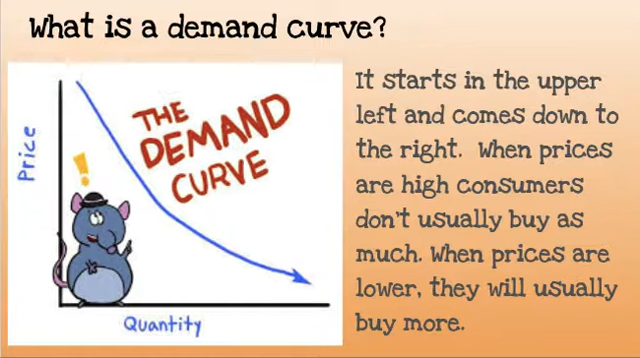 What is a demand curve?
THE
DEMAND
CURVE
Price
!
Quantity
It starts in the upper
left and comes down to
the right. When prices
are high consumers
don't usually buy as
much. When prices are
lower, they will usually
buy more.